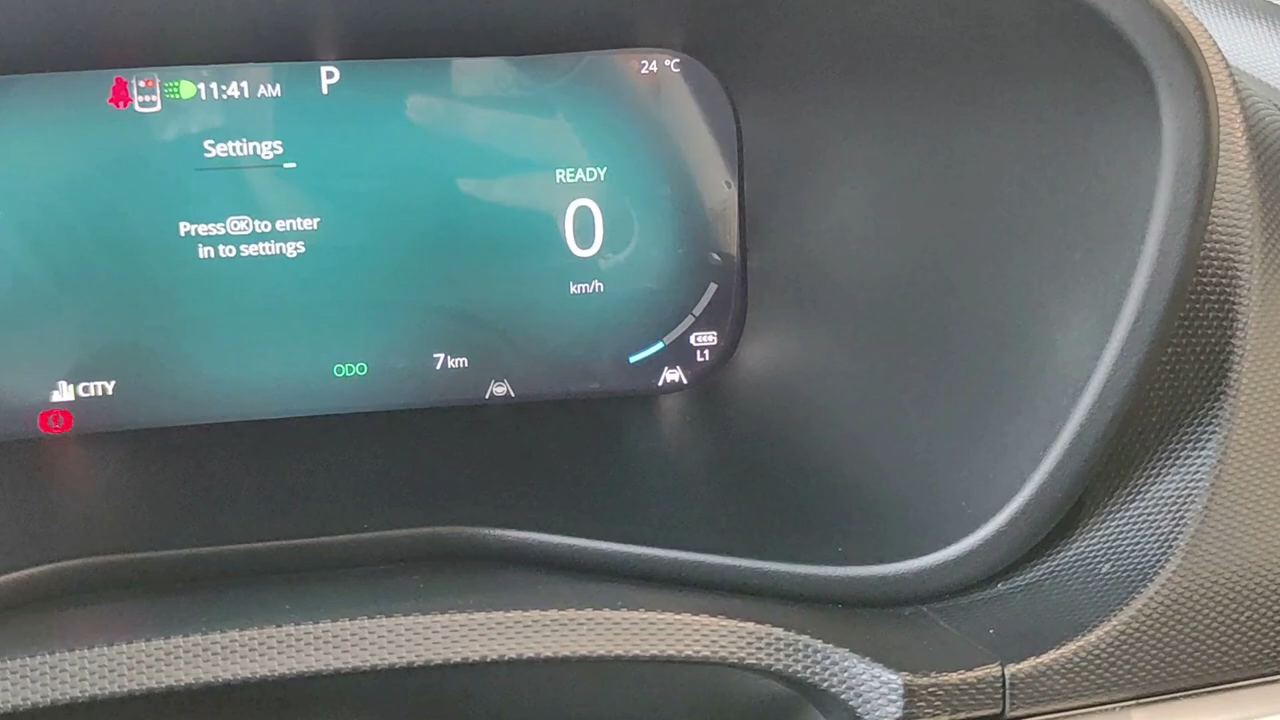 11:41 AM
P
24 °C
Settings
READY
Press OK to enter
in to settings
0
km/h
L1
ODO
7 km
CITY